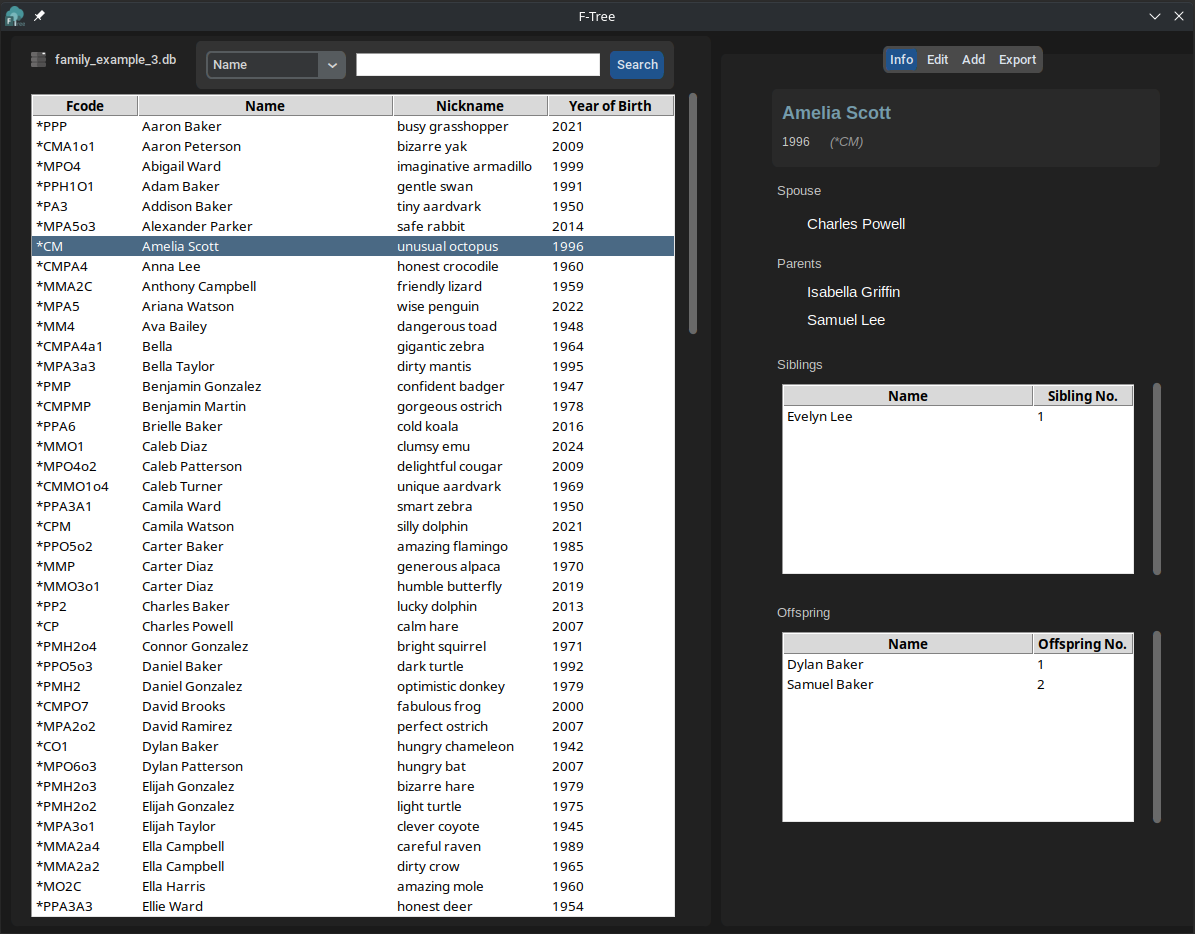 F-Tree
family_example_3.db Name Search
Fcode Name Nickname Year of Birth
*PPP Aaron Baker busy grasshopper 2021
*CMA1o1 Aaron Peterson bizarre yak 2009
*MPO4 Abigail Ward imaginative armadillo 1999
*PPH1O1 Adam Baker gentle swan 1991
*PA3 Addison Baker tiny aardvark 1950
*MPA5o3 Alexander Parker safe rabbit 2014
*CM Amelia Scott unusual octopus 1996
*CMPA4 Anna Lee honest crocodile 1960
*MMA2C Anthony Campbell friendly lizard 1959
*MPA5 Ariana Watson wise penguin 2022
*MM4 Ava Bailey dangerous toad 1948
*CMPA4a1 Bella gigantic zebra 1964
*MPA3a3 Bella Taylor dirty mantis 1995
*PMP Benjamin Gonzalez confident badger 1947
*CMPMP Benjamin Martin gorgeous ostrich 1978
*PPA6 Brielle Baker cold koala 2016
*MMO1 Caleb Diaz clumsy emu 2024
*MPO4o2 Caleb Patterson delightful cougar 2009
*CMMO1o4 Caleb Turner unique aardvark 1969
*PPA3A1 Camila Ward smart zebra 1950
*CPM Camila Watson silly dolphin 2021
*PPO5o2 Carter Baker amazing flamingo 1985
*MMP Carter Diaz generous alpaca 1970
*MMO3o1 Carter Diaz humble butterfly 2019
*PP2 Charles Baker lucky dolphin 2013
*CP Charles Powell calm hare 2007
*PMH2o4 Connor Gonzalez bright squirrel 1971
*PPO5o3 Daniel Baker dark turtle 1992
*PMH2 Daniel Gonzalez optimistic donkey 1979
*CMPO7 David Brooks fabulous frog 2000
*MPA2o2 David Ramirez perfect ostrich 2007
*CO1 Dylan Baker hungry chameleon 1942
*MPO6o3 Dylan Patterson hungry bat 2007
*PMH2o3 Elijah Gonzalez bizarre hare 1979
*PMH2o2 Elijah Gonzalez light turtle 1975
*MPA3o1 Elijah Taylor clever coyote 1945
*MMA2a4 Ella Campbell careful raven 1989
*MMA2a2 Ella Campbell dirty crow 1965
*MO2C Ella Harris amazing mole 1960
*PPA3A3 Ellie Ward honest deer 1954
Info Edit Add Export
Amelia Scott
1996 (*CM)
Spouse
Charles Powell
Parents
Isabella Griffin
Samuel Lee
Siblings
Name Sibling No.
Evelyn Lee 1
Offspring
Name Offspring No.
Dylan Baker 1
Samuel Baker 2